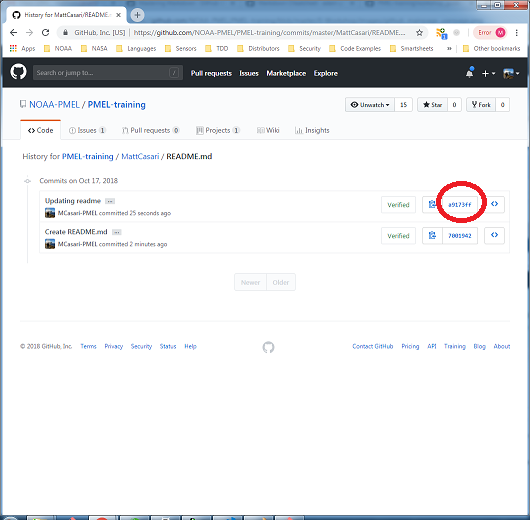 History for MattCasari/README.md
GitHub, Inc. [US] | https://github.com/NOAA-PMEL/PMEL-training/commits/master/MattCasari/README....
Error M
Apps NOAA NASA Languages Sensors TDD Distributors Security Code Examples Smartsheets » Other bookmarks
Search or jump to... / Pull requests Issues Marketplace Explore
NOAA-PMEL / PMEL-training Unwatch 15 Star 0 Fork 0
Code Issues 1 Pull requests 0 Projects 1 Wiki Insights
History for PMEL-training / MattCasari / README.md
Commits on Oct 17, 2018
Updating readme ...
MCasari-PMEL committed 25 seconds ago
Verified a9173ff
Create README.md ...
MCasari-PMEL committed 2 minutes ago
Verified 7001942
Newer Older
© 2018 GitHub, Inc. Terms Privacy Security Status Help Contact GitHub Pricing API Training Blog About